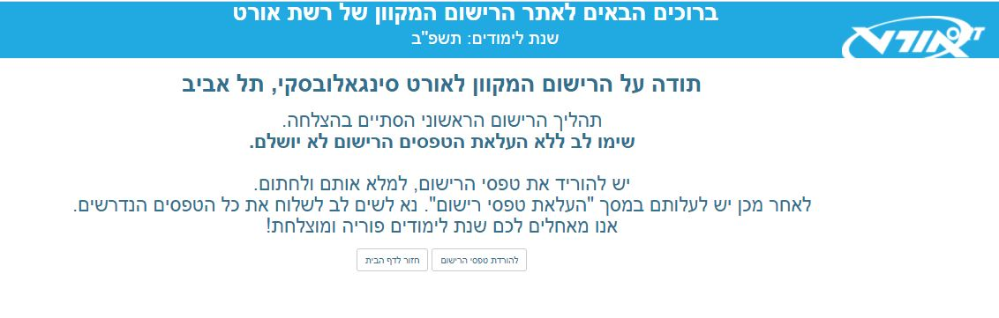 ברוכים הבאים לאתר הרישום המקוון של רשת אורט
שנת לימודים: תשפ"ב
אורט ORT
תודה על הרישום המקוון לאורט סינגאלובסקי, תל אביב
תהליך הרישום הראשוני הסתיים בהצלחה.
שימו לב ללא העלאת הטפסים הרישום לא יושלם.
יש להוריד את טפסי הרישום, למלא אותם ולחתום.
לאחר מכן יש לעלותם במסך "העלאת טפסי רישום". נא לשים לב לשלוח את כל הטפסים הנדרשים.
אנו מאחלים לכם שנת לימודים פוריה ומוצלחת!
להורדת טפסי הרישום חזור לדף הבית